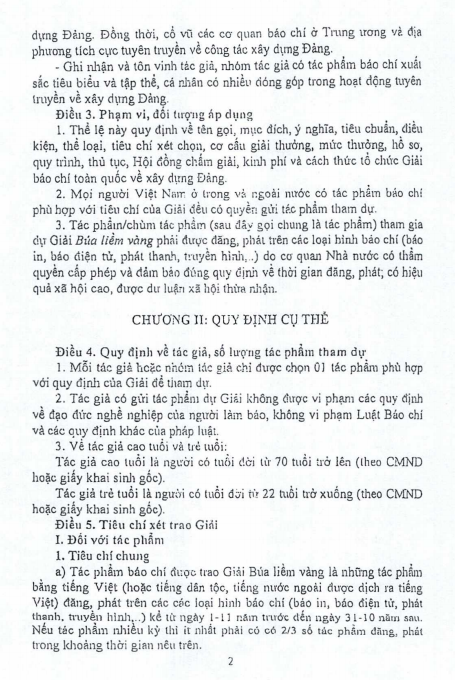 dựng Đảng. Đồng thời, cổ vũ các cơ quan báo chí ở Trung ương và địa
phương tích cực tuyên truyền về công tác xây dựng Đảng.
- Ghi nhận và tôn vinh tác giả, nhóm tác giả có tác phẩm báo chí xuất
sắc tiêu biểu và tập thể, cá nhân có nhiều đóng góp trong hoạt động tuyên
truyền về xây dựng Đảng.
Điều 3. Phạm vi, đối tượng áp dụng
1. Thể lệ này quy định về tên gọi, mục đích, ý nghĩa, tiêu chuẩn, điều
kiện, thể loại, tiêu chí xét chọn, cơ cấu giải thưởng, mức thưởng, hồ sơ,
quy trình, thủ tục, Hội đồng chấm giải, kinh phí và cách thức tổ chức Giải
báo chí toàn quốc về xây dựng Đảng.
2. Mọi người Việt Nam ở trong và ngoài nước có tác phẩm báo chí
phù hợp với tiêu chí của Giải đều có quyền gửi tác phẩm tham dự.
3. Tác phẩm/chùm tác phẩm (sau đây gọi chung là tác phẩm) tham gia
dự Giải Búa liềm vàng phải được đăng, phát trên các loại hình báo chí (báo
in, báo điện tử, phát thanh, truyền hình,..) do cơ quan Nhà nước có thẩm
quyền cấp phép và đảm bảo đúng quy định về thời gian đăng, phát; có hiệu
quả xã hội cao, được dư luận xã hội thừa nhận.
CHƯƠNG II: QUY ĐỊNH CỤ THỂ
Điều 4. Quy định về tác giả, số lượng tác phẩm tham dự
1. Mỗi tác giả hoặc nhóm tác giả chỉ được chọn 01 tác phẩm phù hợp
với quy định của Giải để tham dự.
2. Tác giả có tác phẩm dự Giải không được vi phạm các quy định
về đạo đức nghề nghiệp của người làm báo, không vi phạm Luật Báo chí
và các quy định khác của pháp luật.
3. Về tác giả cao tuổi và trẻ tuổi:
Tác giả cao tuổi là người có tuổi đời từ 70 tuổi trở lên (theo CMND
hoặc giấy khai sinh gốc).
Tác giả trẻ tuổi là người có tuổi đời từ 22 tuổi trở xuống (theo CMND
hoặc giấy khai sinh gốc).
Điều 5. Tiêu chí xét trao Giải
I. Đối với tác phẩm
1. Tiêu chí chung
a) Tác phẩm báo chí được trao Giải Búa liềm vàng là những tác phẩm
bằng tiếng Việt (hoặc tiếng dân tộc, tiếng nước ngoài được dịch ra tiếng
Việt) đăng, phát trên các các loại hình báo chí (báo in, báo điện tử, phát
thanh, truyền hình,..) kể từ ngày 1-11 năm trước đến ngày 31-10 năm sau.
Nếu tác phẩm nhiều kỳ thì ít nhất phải có có 2/3 số tác phẩm đăng, phát
trong khoảng thời gian nêu trên.
2